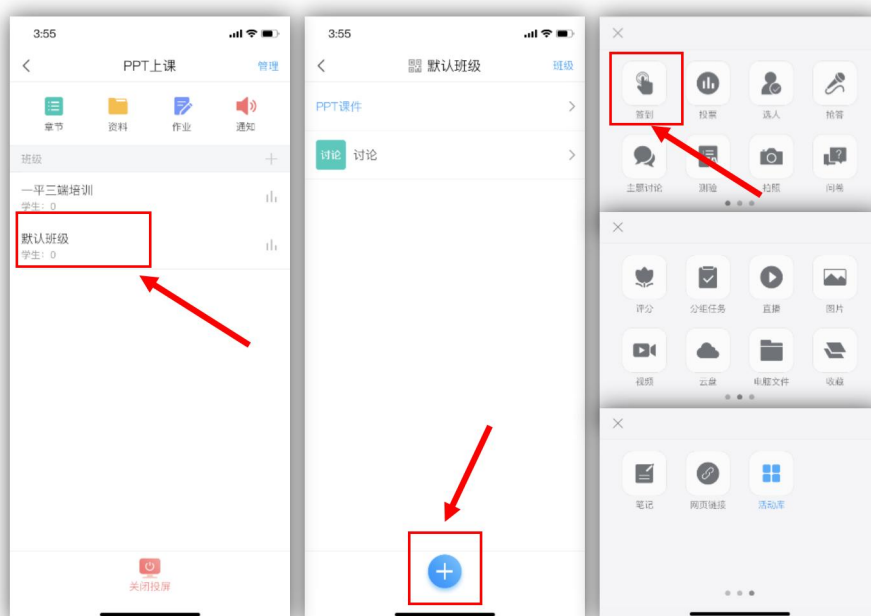 3:55
PPT上课
管理
章节
资料
作业
通知
班级
一平三端培训
学生：0
默认班级
学生：0
关闭投屏
3:55
默认班级
班级
PPT课件
讨论 讨论
签到
投票
选人
抢答
主题讨论
测验
拍照
问卷
评分
分组任务
直播
图片
视频
云盘
电脑文件
收藏
笔记
网页链接
活动库